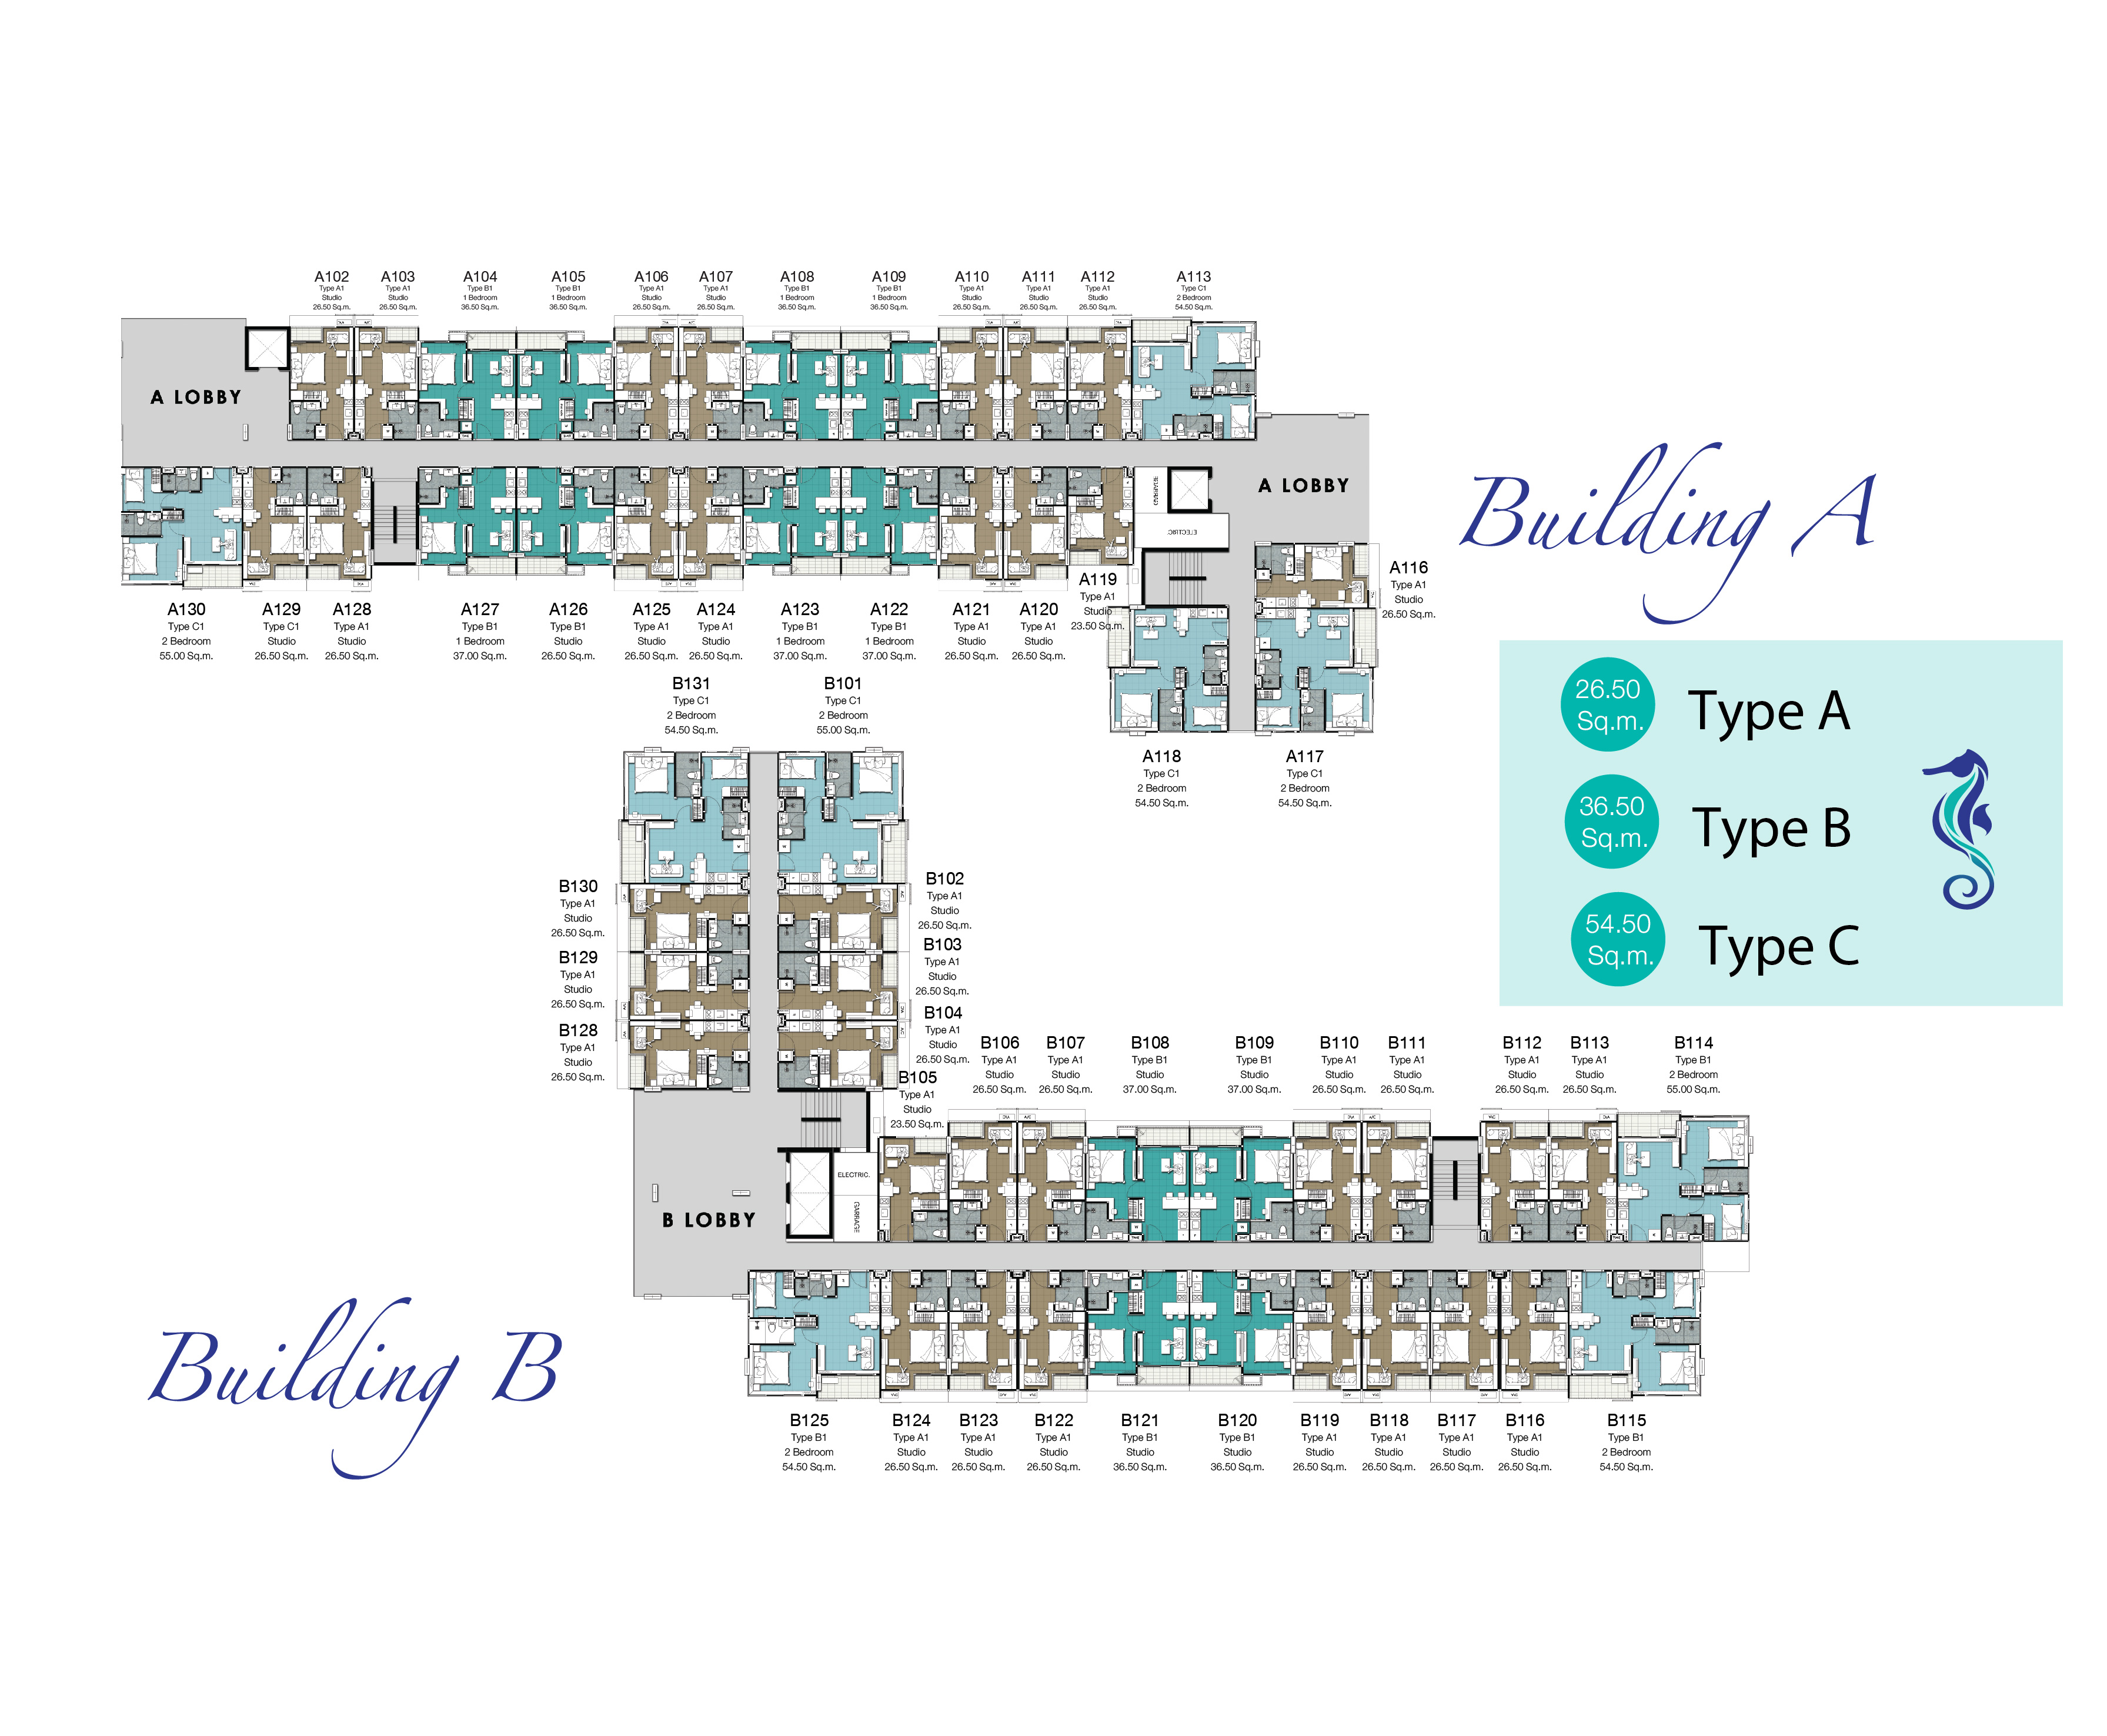 A102
Type A1
Studio
26.50 Sq.m.
A103
Type A1
Studio
26.50 Sq.m.
A104
Type B1
1 Bedroom
36.50 Sq.m.
A105
Type B1
1 Bedroom
36.50 Sq.m.
A106
Type A1
Studio
26.50 Sq.m.
A107
Type A1
Studio
26.50 Sq.m.
A108
Type B1
1 Bedroom
36.50 Sq.m.
A109
Type B1
1 Bedroom
36.50 Sq.m.
A110
Type A1
Studio
26.50 Sq.m.
A111
Type A1
Studio
26.50 Sq.m.
A112
Type A1
Studio
26.50 Sq.m.
A113
Type C1
2 Bedroom
54.50 Sq.m.
A LOBBY
A LOBBY
ELECTRIC.
Building A
A116
Type A1
Studio
26.50 Sq.m.
A130
Type C1
2 Bedroom
55.00 Sq.m.
A129
Type C1
Studio
26.50 Sq.m.
A128
Type A1
Studio
26.50 Sq.m.
A127
Type B1
1 Bedroom
37.00 Sq.m.
A126
Type B1
Studio
26.50 Sq.m.
A125
Type A1
Studio
26.50 Sq.m.
A124
Type A1
Studio
26.50 Sq.m.
A123
Type B1
1 Bedroom
37.00 Sq.m.
A122
Type B1
1 Bedroom
37.00 Sq.m.
A121
Type A1
Studio
26.50 Sq.m.
A120
Type A1
Studio
26.50 Sq.m.
A119
Type A1
Studio
23.50 Sq.m.
A118
Type C1
2 Bedroom
54.50 Sq.m.
A117
Type C1
2 Bedroom
54.50 Sq.m.
26.50
Sq.m.
Type A
36.50
Sq.m.
Type B
54.50
Sq.m.
Type C
B131
Type C1
2 Bedroom
54.50 Sq.m.
B101
Type C1
2 Bedroom
55.00 Sq.m.
B130
Type A1
Studio
26.50 Sq.m.
B129
Type A1
Studio
26.50 Sq.m.
B128
Type A1
Studio
26.50 Sq.m.
B102
Type A1
Studio
26.50 Sq.m.
B103
Type A1
Studio
26.50 Sq.m.
B104
Type A1
Studio
26.50 Sq.m.
B105
Type A1
Studio
23.50 Sq.m.
B106
Type A1
Studio
26.50 Sq.m.
B107
Type A1
Studio
26.50 Sq.m.
B108
Type B1
Studio
37.00 Sq.m.
B109
Type B1
Studio
37.00 Sq.m.
B110
Type A1
Studio
26.50 Sq.m.
B111
Type A1
Studio
26.50 Sq.m.
B112
Type A1
Studio
26.50 Sq.m.
B113
Type A1
Studio
26.50 Sq.m.
B114
Type B1
2 Bedroom
55.00 Sq.m.
ELECTRIC.
GARRAGE
B LOBBY
Building B
B125
Type B1
2 Bedroom
54.50 Sq.m.
B124
Type A1
Studio
26.50 Sq.m.
B123
Type A1
Studio
26.50 Sq.m.
B122
Type A1
Studio
26.50 Sq.m.
B121
Type B1
Studio
36.50 Sq.m.
B120
Type B1
Studio
36.50 Sq.m.
B119
Type A1
Studio
26.50 Sq.m.
B118
Type A1
Studio
26.50 Sq.m.
B117
Type A1
Studio
26.50 Sq.m.
B116
Type A1
Studio
26.50 Sq.m.
B115
Type B1
2 Bedroom
54.50 Sq.m.